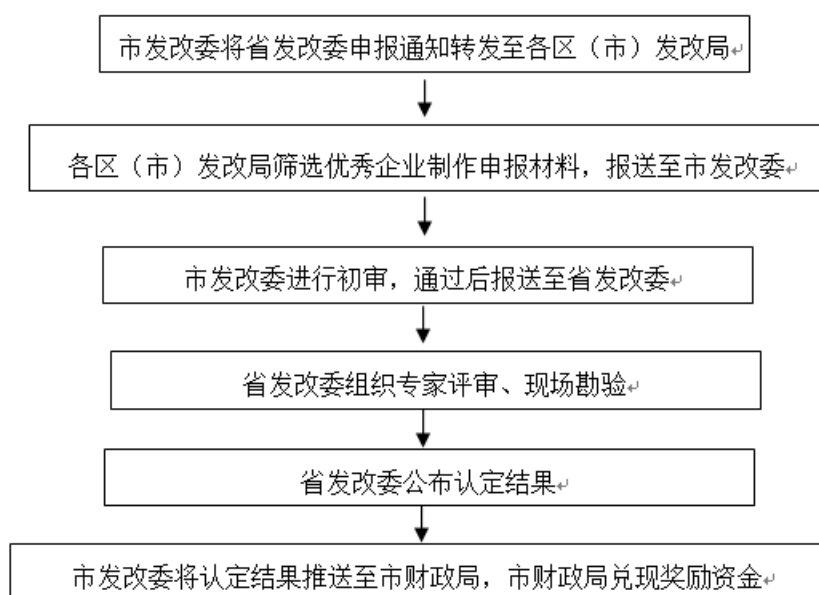 市发改委将省发改委申报通知转发至各区（市）发改局
各区（市）发改局筛选优秀企业制作申报材料，报送至市发改委
市发改委进行初审，通过后报送至省发改委
省发改委组织专家评审、现场勘验
省发改委公布认定结果
市发改委将认定结果推送至市财政局，市财政局兑现奖励资金